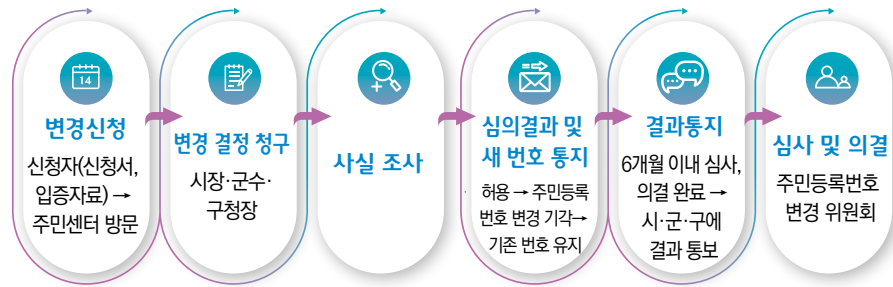 14
변경신청
신청자(신청서,
입증자료) →
주민센터 방문
변경 결정 청구
시장·군수·
구청장
사실 조사
심의결과 및
새 번호 통지
허용 → 주민등록
번호 변경 기각→
기존 번호 유지
결과통지
6개월 이내 심사,
의결 완료 →
시·군·구에
결과 통보
심사 및 의결
주민등록번호
변경 위원회